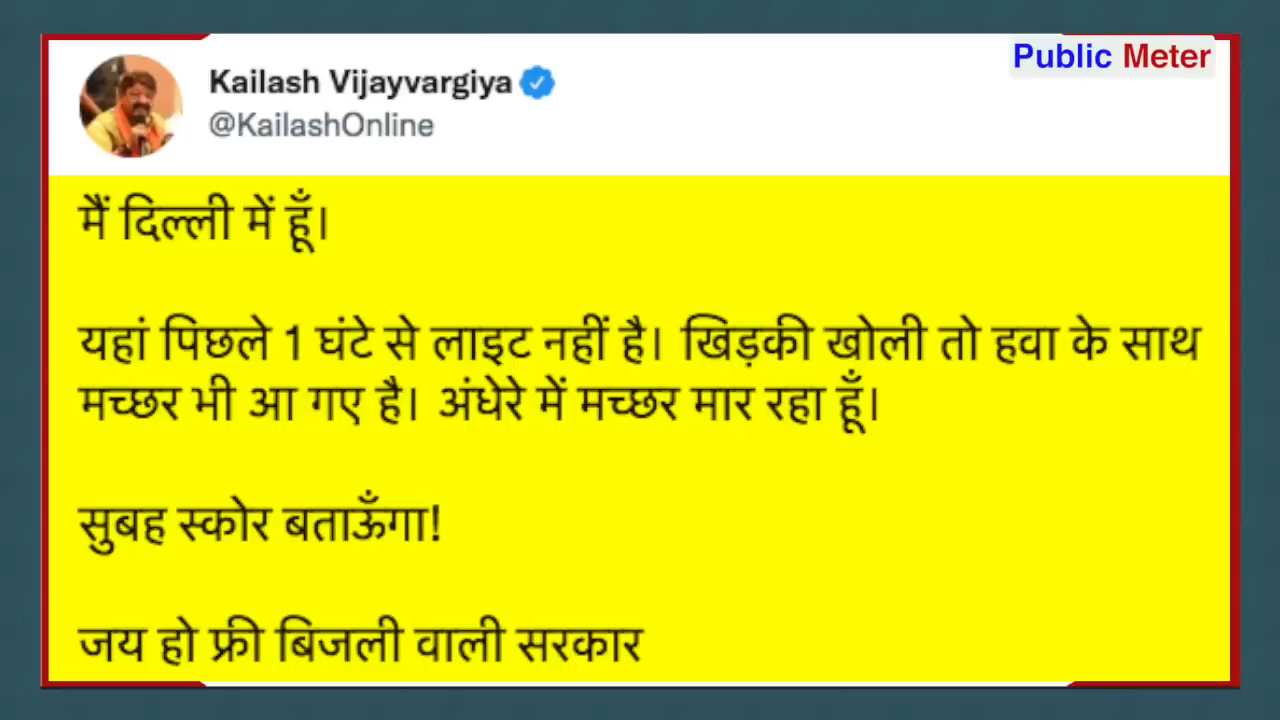 Public Meter
Kailash Vijayvargiya
@KailashOnline
मैं दिल्ली में हूँ।
यहां पिछले 1 घंटे से लाइट नहीं है। खिड़की खोली तो हवा के साथ
मच्छर भी आ गए है। अंधेरे में मच्छर मार रहा हूँ।
सुबह स्कोर बताऊँगा!
जय हो फ्री बिजली वाली सरकार